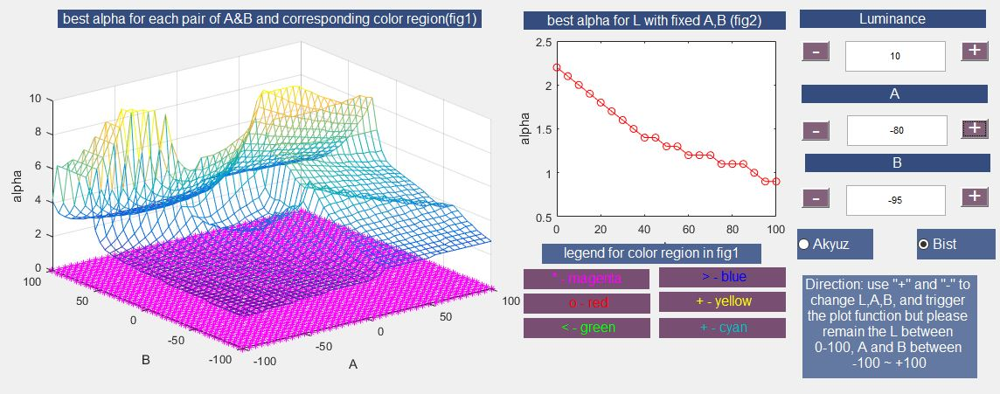 best alpha for each pair of A&B and corresponding color region(fig1)
10
8
6
4
2
0
alpha
100
50
0
-50
-100
B
-100
-50
0
50
100
A
best alpha for L with fixed A,B (fig2)
2.5
2
1.5
1
0.5
alpha
0
20
40
60
80
100
legend for color region in fig1
* - magenta
> - blue
o - red
+ - yellow
< - green
+ - cyan
Luminance
-
10
+
A
-
-80
+
B
-
-95
+
Akyuz
Bist
Direction: use "+" and "-" to
change L,A,B, and trigger
the plot function but please
remain the L between
0-100, A and B between
-100 ~ +100